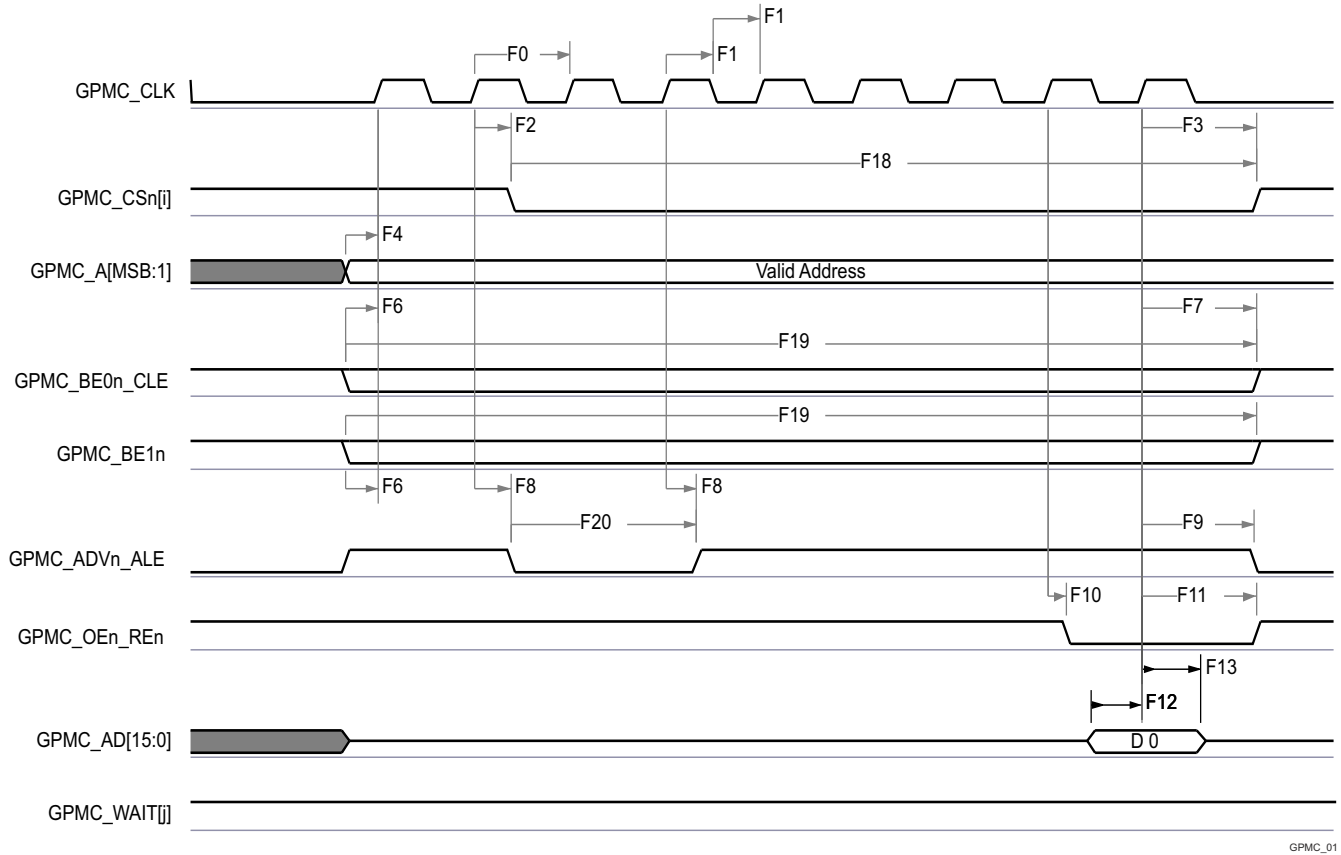 F1
F0
F1
GPMC_CLK
F2
F3
F18
GPMC_CSn[i]
F4
GPMC_A[MSB:1]
Valid Address
F6
F7
F19
GPMC_BE0n_CLE
F19
GPMC_BE1n
F6
F8
F8
F20
F9
GPMC_ADVn_ALE
F10
F11
GPMC_OEn_REn
F13
F12
GPMC_AD[15:0]
D 0
GPMC_WAIT[j]
GPMC_01